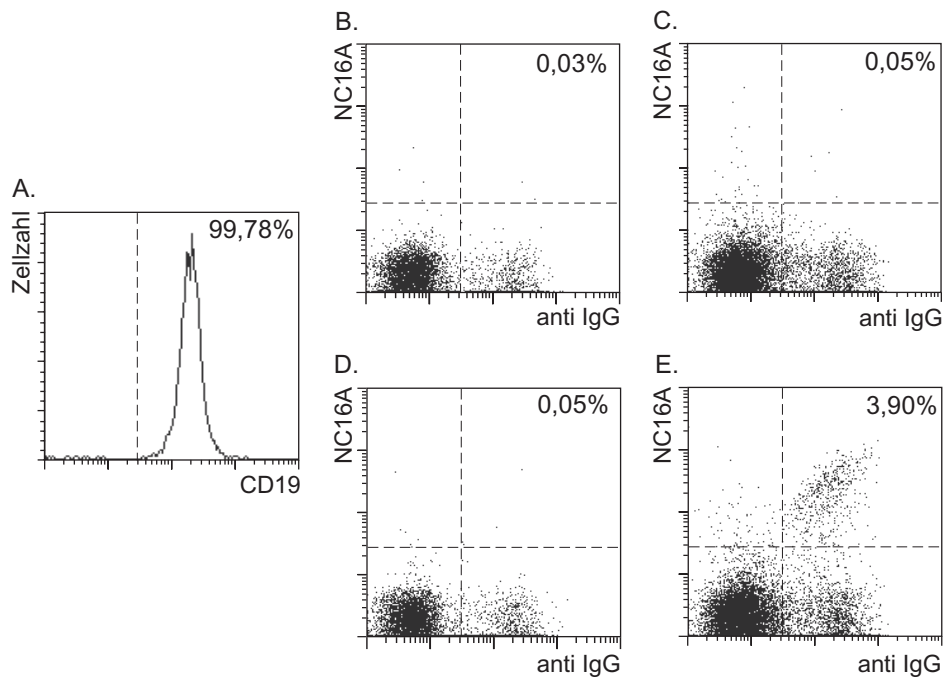 A.
Zellzahl
99,78%
CD19
B.
NC16A
0,03%
anti IgG
C.
NC16A
0,05%
anti IgG
D.
NC16A
0,05%
anti IgG
E.
NC16A
3,90%
anti IgG